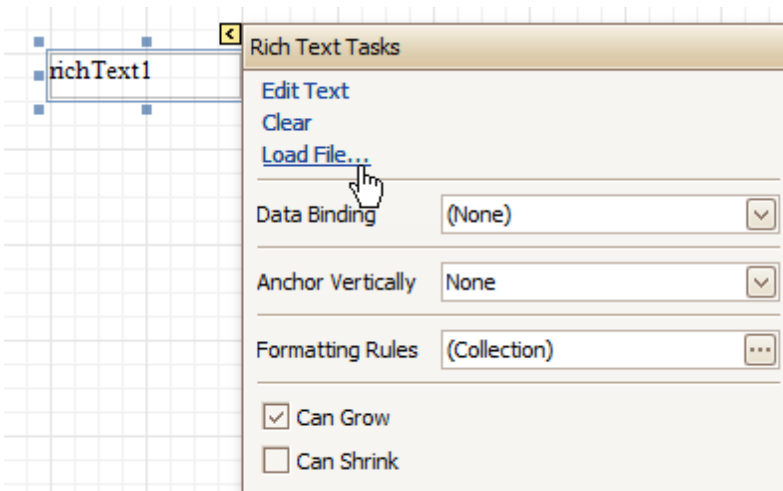 Rich Text Tasks
richText1
Edit Text
Clear
Load File...
Data Binding (None)
Anchor Vertically None
Formatting Rules (Collection)
Can Grow
Can Shrink